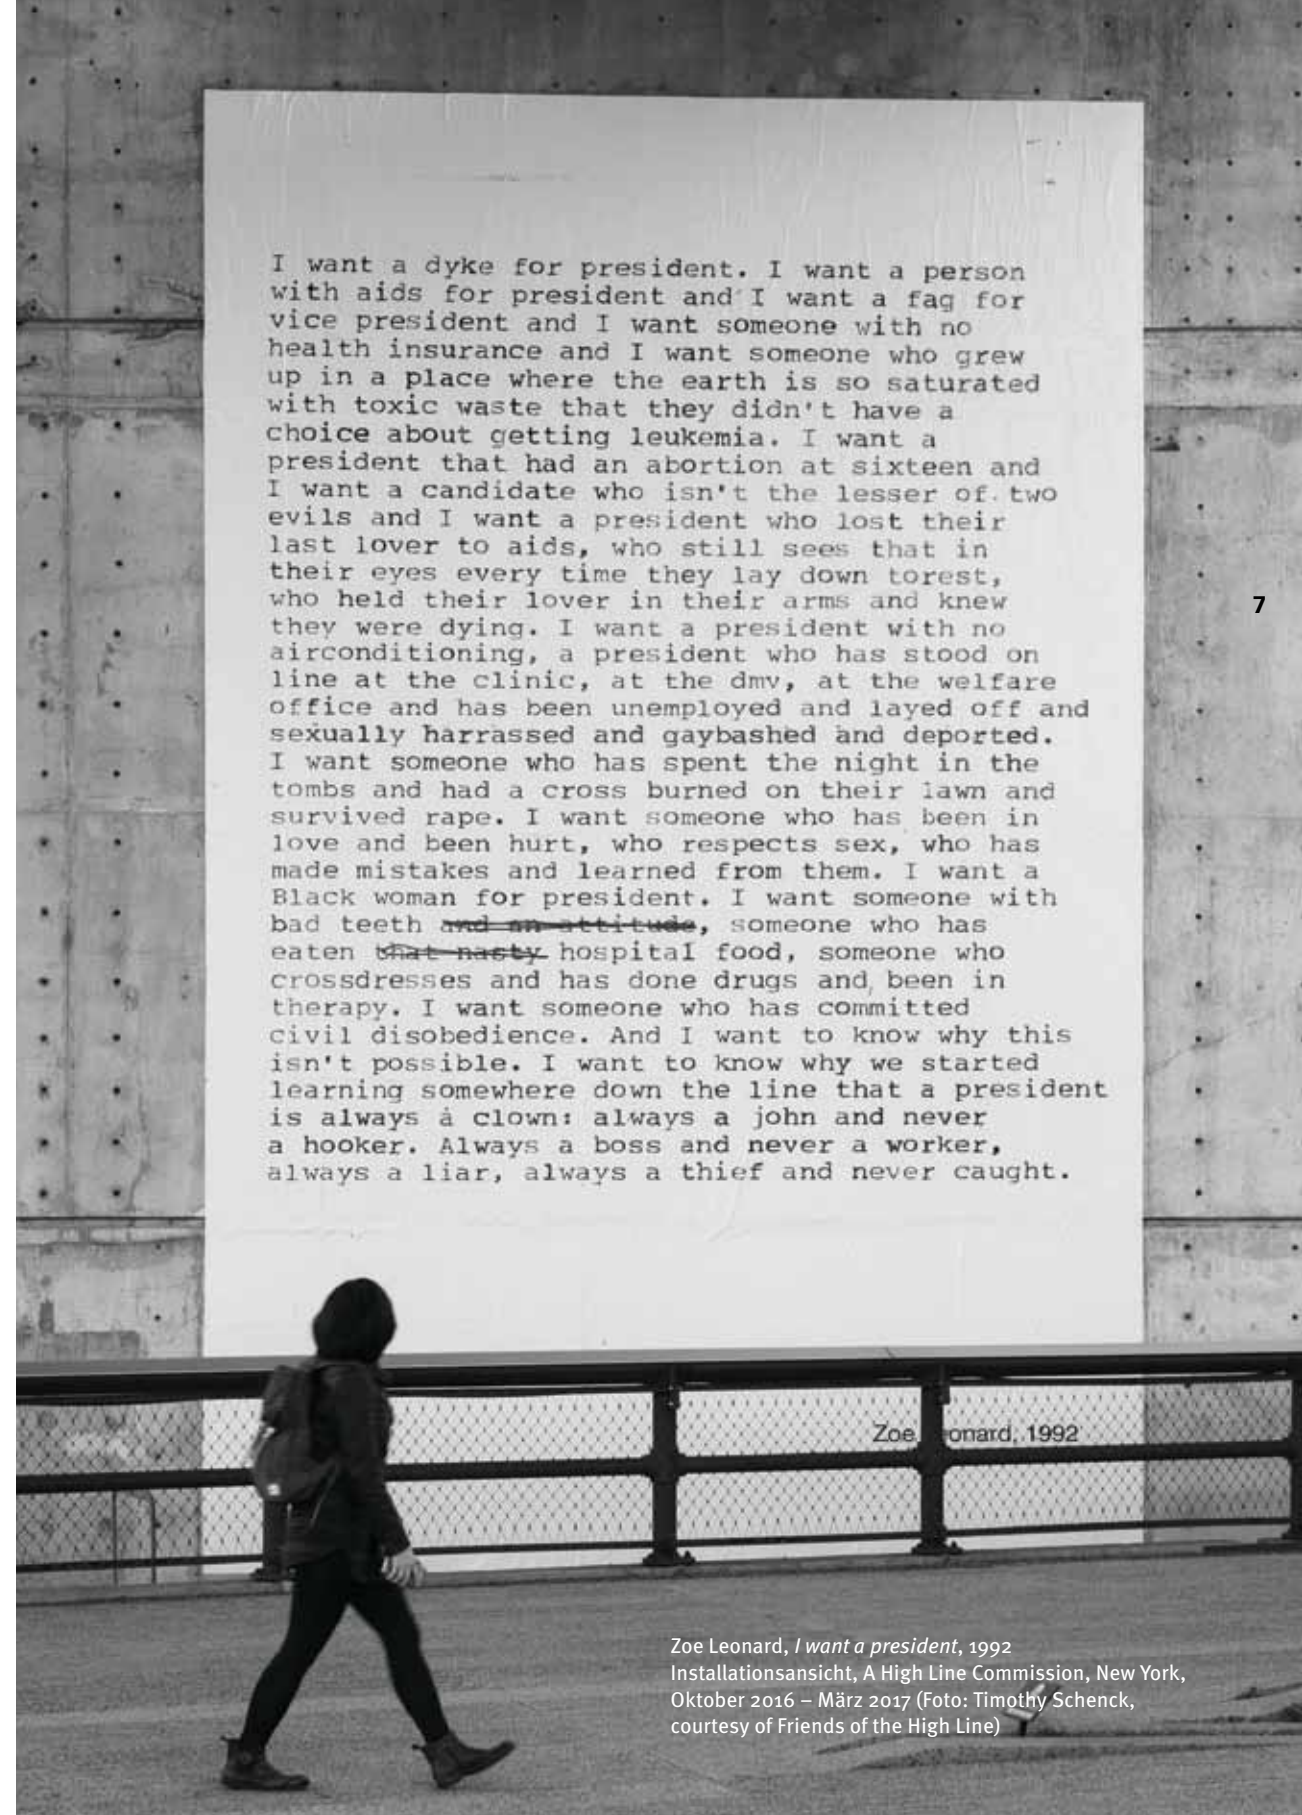 I want a dyke for president. I want a person
with aids for president and I want a fag for
vice president and I want someone with no
health insurance and I want someone who grew
up in a place where the earth is so saturated
with toxic waste that they didn't have a
choice about getting leukemia. I want a
president that had an abortion at sixteen and
I want a candidate who isn't the lesser of two
evils and I want a president who lost their
last lover to aids, who still sees that in
their eyes every time they lay down torest,
who held their lover in their arms and knew
they were dying. I want a president with no
airconditioning, a president who has stood on
line at the clinic, at the dmv, at the welfare
office and has been unemployed and layed off and
sexually harrassed and gaybashed and deported.
I want someone who has spent the night in the
tombs and had a cross burned on their lawn and
survived rape. I want someone who has been in
love and been hurt, who respects sex, who has
made mistakes and learned from them. I want a
Black woman for president. I want someone with
bad teeth and an attitude, someone who has
eaten that nasty hospital food, someone who
crossdresses and has done drugs and been in
therapy. I want someone who has committed
civil disobedience. And I want to know why this
isn't possible. I want to know why we started
learning somewhere down the line that a president
is always a clown: always a john and never
a hooker. Always a boss and never a worker,
always a liar, always a thief and never caught.
7
Zoe onard, 1992
Zoe Leonard, I want a president, 1992
Installationsansicht, A High Line Commission, New York,
Oktober 2016 – März 2017 (Foto: Timothy Schenck,
courtesy of Friends of the High Line)